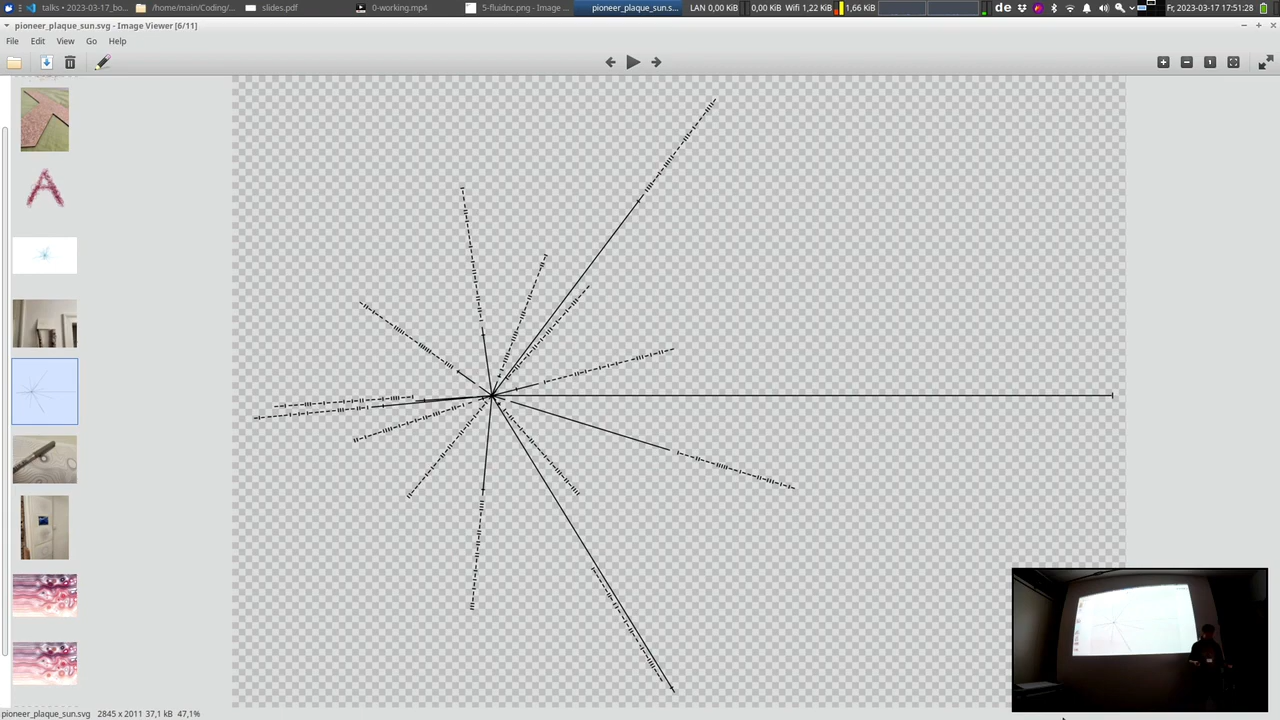 talks • 2023-03-17_bo...
/home/main/Coding/...
slides.pdf
0-working.mp4
5-fluidnc.png - Image ...
pioneer_plaque_sun.s...
LAN 0,00 KiB
0,00 KiB
0,00 Wifi 1,22 KiB
1,66 KiB
de
Fr, 2023-03-17 17:51:28
pioneer_plaque_sun.svg - Image Viewer [6/11]
File Edit View Go Help
pioneer_plaque_sun.svg 2845 x 2011 37,1 kB 47,1%